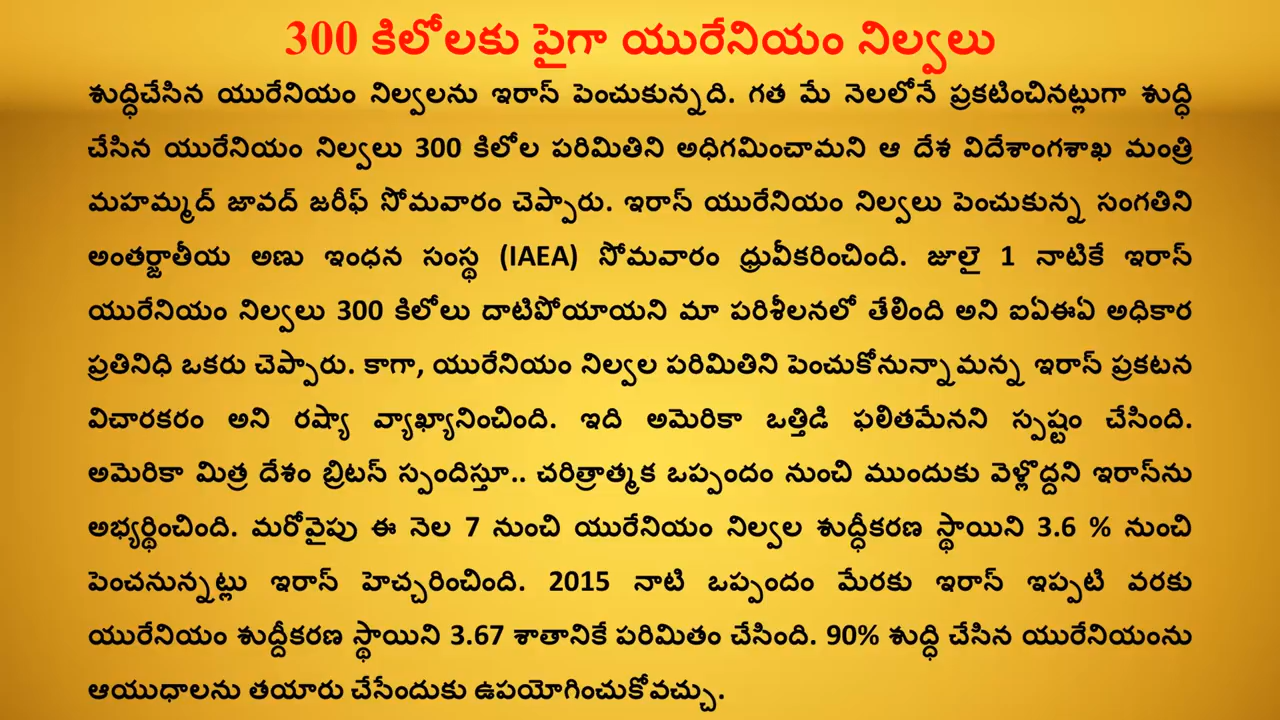 300 కిలోలకు పైగా యురేనియం నిల్వలు
శుద్ధిచేసిన యురేనియం నిల్వలను ఇరాన్ పెంచుకున్నది. గత మే నెలలోనే ప్రకటించినట్లుగా శుద్ధి
చేసిన యురేనియం నిల్వలు 300 కిలోల పరిమితిని అధిగమించామని ఆ దేశ విదేశాంగశాఖ మంత్రి
మహమ్మద్ జావద్ జరీఫ్ సోమవారం చెప్పారు. ఇరాన్ యురేనియం నిల్వలు పెంచుకున్న సంగతిని
అంతర్జాతీయ అణు ఇంధన సంస్థ (IAEA) సోమవారం ధ్రువీకరించింది. జూలై 1 నాటికే ఇరాన్
యురేనియం నిల్వలు 300 కిలోలు దాటిపోయాయని మా పరిశీలనలో తేలింది అని ఐఏఈఏ అధికార
ప్రతినిధి ఒకరు చెప్పారు. కాగా, యురేనియం నిల్వల పరిమితిని పెంచుకోనున్నామన్న ఇరాన్ ప్రకటన
విచారకరం అని రష్యా వ్యాఖ్యానించింది. ఇది అమెరికా ఒత్తిడి ఫలితమేనని స్పష్టం చేసింది.
అమెరికా మిత్ర దేశం బ్రిటన్ స్పందిస్తూ.. చరిత్రాత్మక ఒప్పందం నుంచి ముందుకు వెళ్లొద్దని ఇరాన్‌ను
అభ్యర్థించింది. మరోవైపు ఈ నెల 7 నుంచి యురేనియం నిల్వల శుద్ధీకరణ స్థాయిని 3.6 % నుంచి
పెంచనున్నట్లు ఇరాన్ హెచ్చరించింది. 2015 నాటి ఒప్పందం మేరకు ఇరాన్ ఇప్పటి వరకు
యురేనియం శుద్దీకరణ స్థాయిని 3.67 శాతానికే పరిమితం చేసింది. 90% శుద్ధి చేసిన యురేనియంను
ఆయుధాలను తయారు చేసేందుకు ఉపయోగించుకోవచ్చు.